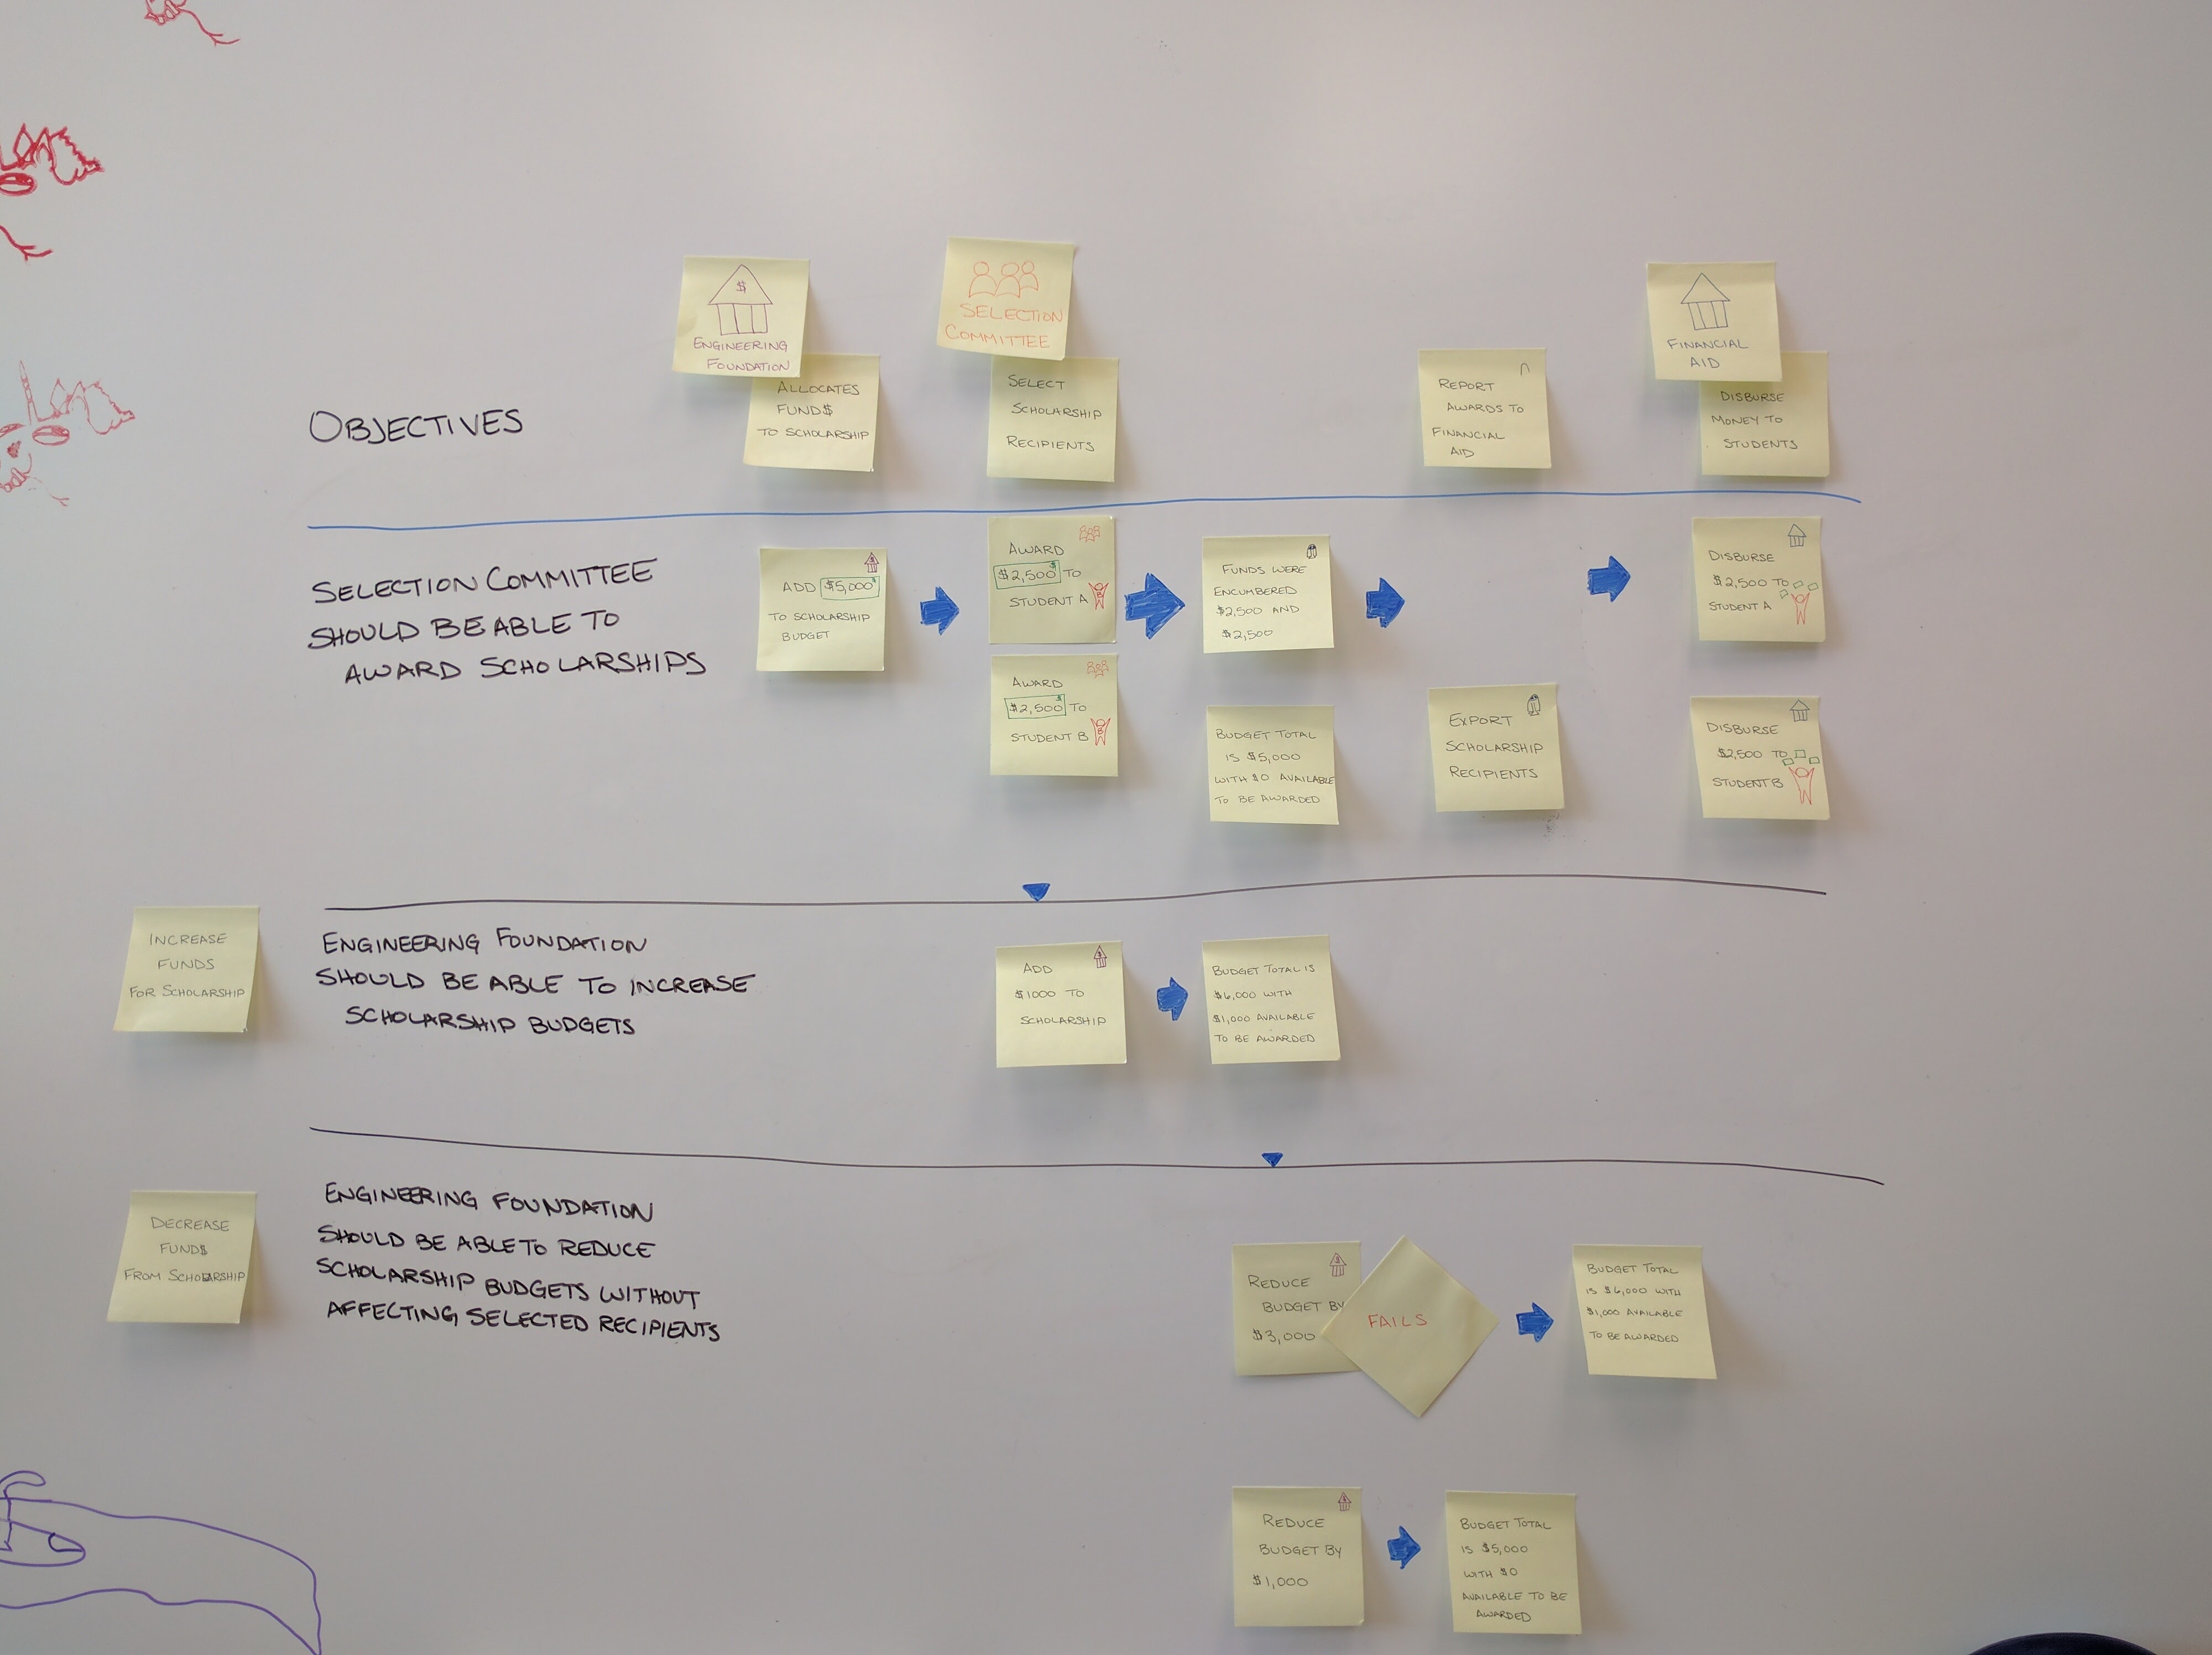 $
ENGINEERING
FOUNDATION
ALLOCATES
FUND$
TO SCHOLARSHIP
SELECTION
COMMITTEE
SELECT
SCHOLARSHIP
RECIPIENTS
REPORT
AWARDS TO
FINANCIAL
AID
FINANCIAL
AID
DISBURSE
MONEY TO
STUDENTS
OBJECTIVES
SELECTION COMMITTEE
SHOULD BE ABLE TO
AWARD SCHOLARSHIPS
$
ADD $5,000 $
TO SCHOLARSHIP
BUDGET
AWARD
$2,500 $ TO
STUDENT A
AWARD
$2,500 $ TO
STUDENT B B
FUNDS WERE
ENCUMBERED
$2,500 AND
$2,500
BUDGET TOTAL
IS $5,000
WITH $0 AVAILABLE
TO BE AWARDED
EXPORT
SCHOLARSHIP
RECIPIENTS
DISBURSE
$2,500 TO
STUDENT A
DISBURSE
$2,500 TO
STUDENT B
INCREASE
FUNDS
FOR SCHOLARSHIP
ENGINEERING FOUNDATION
SHOULD BE ABLE TO INCREASE
SCHOLARSHIP BUDGETS
$
ADD
$1000 TO
SCHOLARSHIP
BUDGET TOTAL IS
$6,000 WITH
$1,000 AVAILABLE
TO BE AWARDED
DECREASE
FUND$
FROM SCHOLARSHIP
ENGINEERING FOUNDATION
SHOULD BE ABLE TO REDUCE
SCHOLARSHIP BUDGETS WITHOUT
AFFECTING SELECTED RECIPIENTS
$
REDUCE
BUDGET BY
$3,000
FAILS
BUDGET TOTAL
IS $6,000 WITH
$1,000 AVAILABLE
TO BE AWARDED
$
REDUCE
BUDGET BY
$1,000
BUDGET TOTAL
IS $5,000
WITH $0
AVAILABLE TO BE
AWARDED